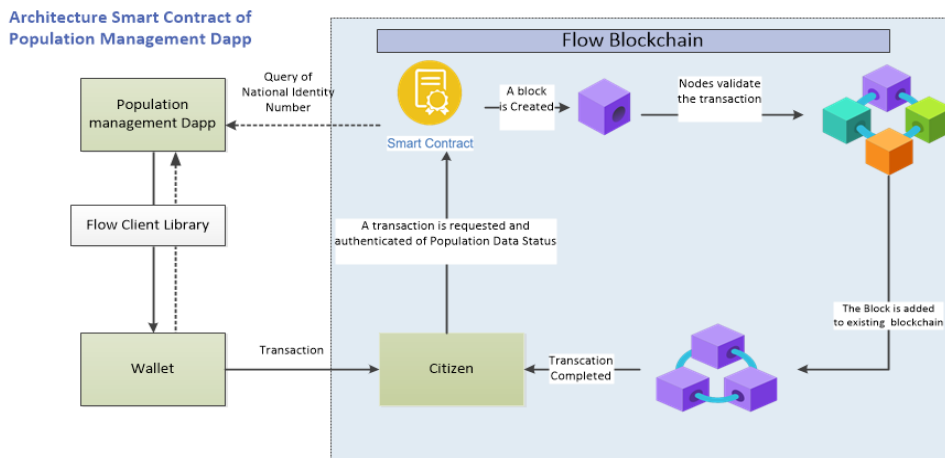 Architecture Smart Contract of
Population Management Dapp
Flow Blockchain
Query of
National Identity
Number
A block
is Created
Nodes validate
the transaction
Population
management Dapp
Smart Contract
Flow Client Library
A transaction is requested and
authenticated of Population Data Status
The Block is added
to existing blockchain
Transaction
Wallet
Citizen
Transcation
Completed